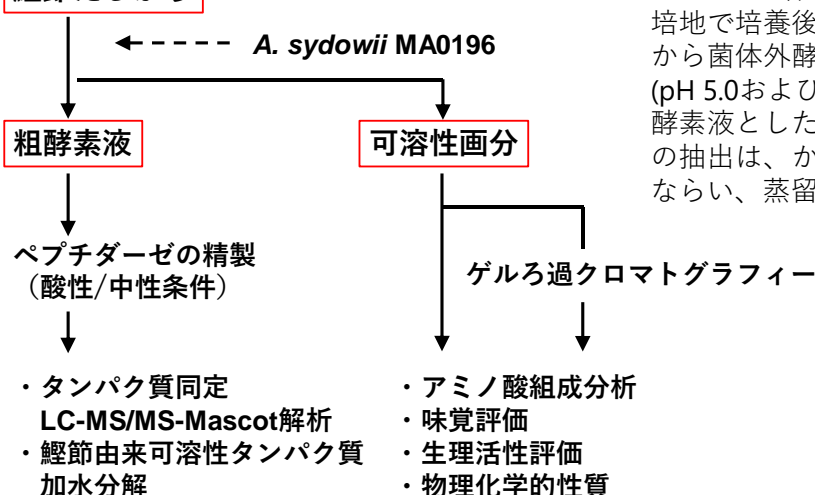 A. sydowii MA0196
粗酵素液
可溶性画分
ペプチダーゼの精製
（酸性/中性条件）
ゲルろ過クロマトグラフィー
・タンパク質同定
LC-MS/MS-Mascot解析
・鰹節由来可溶性タンパク質
加水分解
・アミノ酸組成分析
・味覚評価
・生理活性評価
・物理化学的性質
培地で培養後
から菌体外酵
(pH 5.0およひ
酵素液とした
の抽出は、か
ならい、蒸留